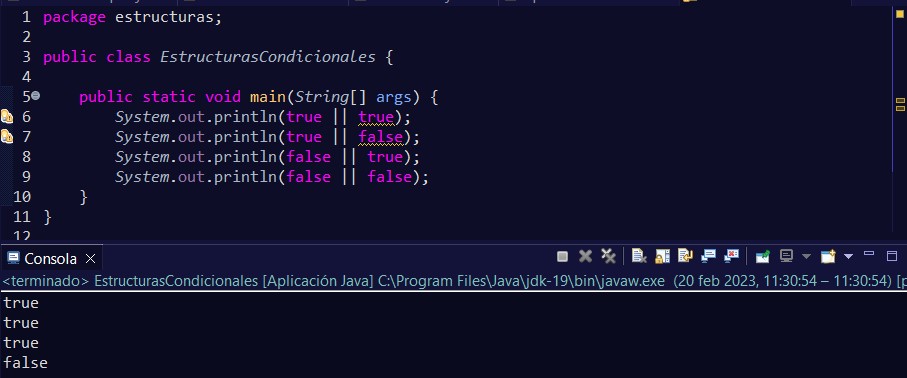 1 package estructuras;
2
3 public class EstructurasCondicionales {
4
5 public static void main(String[] args) {
6 System.out.println(true || true);
7 System.out.println(true || false);
8 System.out.println(false || true);
9 System.out.println(false || false);
10 }
11 }
12
Consola
<terminado> EstructurasCondicionales [Aplicación Java] C:\Program Files\Java\jdk-19\bin\javaw.exe (20 feb 2023, 11:30:54 – 11:30:54) [p
true
true
true
false